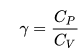 γ = C_P / C_V